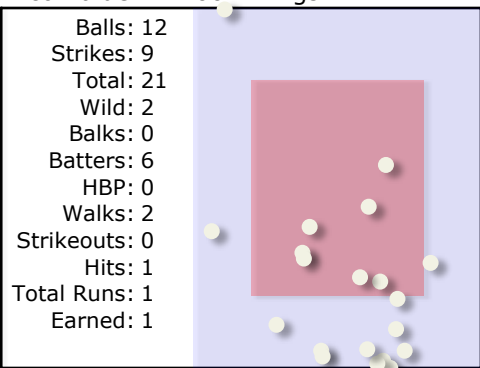 Balls: 12
Strikes: 9
Total: 21
Wild: 2
Balks: 0
Batters: 6
HBP: 0
Walks: 2
Strikeouts: 0
Hits: 1
Total Runs: 1
Earned: 1